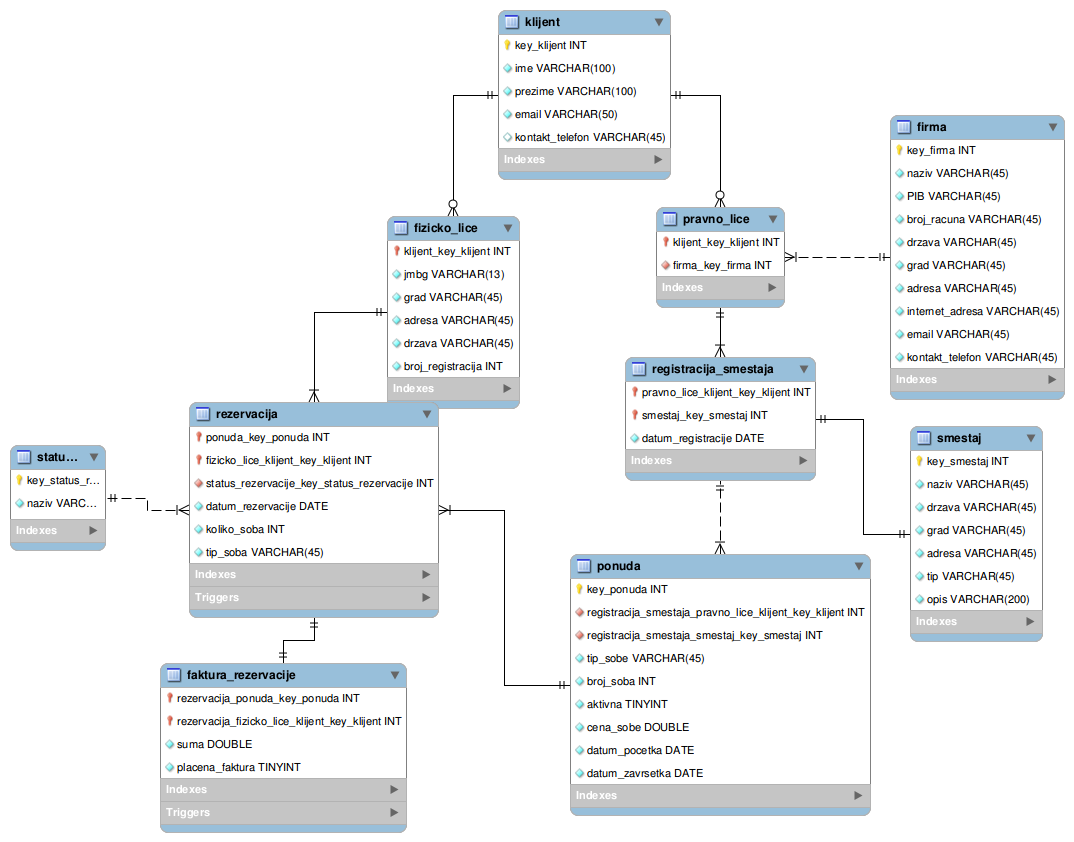 klijent
key_klijent INT
ime VARCHAR(100)
prezime VARCHAR(100)
email VARCHAR(50)
kontakt_telefon VARCHAR(45)
Indexes
firma
key_firma INT
naziv VARCHAR(45)
PIB VARCHAR(45)
broj_racuna VARCHAR(45)
drzava VARCHAR(45)
grad VARCHAR(45)
adresa VARCHAR(45)
internet_adresa VARCHAR(45)
email VARCHAR(45)
kontakt_telefon VARCHAR(45)
Indexes
fizicko_lice
klijent_key_klijent INT
jmbg VARCHAR(13)
grad VARCHAR(45)
adresa VARCHAR(45)
drzava VARCHAR(45)
broj_registracija INT
Indexes
pravno_lice
klijent_key_klijent INT
firma_key_firma INT
Indexes
registracija_smestaja
pravno_lice_klijent_key_klijent INT
smestaj_key_smestaj INT
datum_registracije DATE
Indexes
rezervacija
ponuda_key_ponuda INT
fizicko_lice_klijent_key_klijent INT
status_rezervacije_key_status_rezervacije INT
datum_rezervacije DATE
koliko_soba INT
tip_soba VARCHAR(45)
Indexes
Triggers
statu...
key_status_r...
naziv VARC...
Indexes
smestaj
key_smestaj INT
naziv VARCHAR(45)
drzava VARCHAR(45)
grad VARCHAR(45)
adresa VARCHAR(45)
tip VARCHAR(45)
opis VARCHAR(200)
Indexes
ponuda
key_ponuda INT
registracija_smestaja_pravno_lice_klijent_key_klijent INT
registracija_smestaja_smestaj_key_smestaj INT
tip_sobe VARCHAR(45)
broj_soba INT
aktivna TINYINT
cena_sobe DOUBLE
datum_pocetka DATE
datum_zavrsetka DATE
Indexes
faktura_rezervacije
rezervacija_ponuda_key_ponuda INT
rezervacija_fizicko_lice_klijent_key_klijent INT
suma DOUBLE
placena_faktura TINYINT
Indexes
Triggers